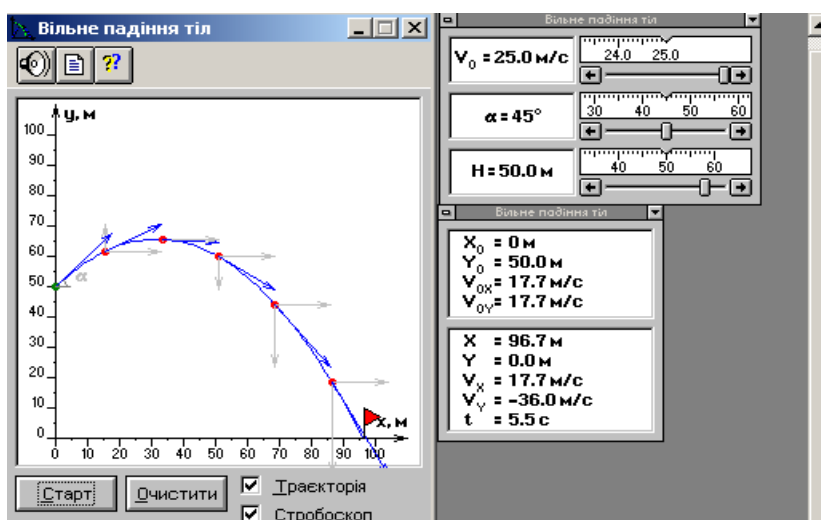 Вільне падіння тіл
??
y, м
100
90
80
70
60
50
40
30
20
10
0
α
x, м
0 10 20 30 40 50 60 70 80 90 100
Старт
Очистити
Траєкторія
Стробоскоп
Вільне падіння тіл
V₀ = 25.0 м/с
24.0 25.0
α = 45°
30 40 50 60
H = 50.0 м
40 50 60
Вільне падіння тіл
X₀ = 0 м
Y₀ = 50.0 м
V₀ₓ = 17.7 м/с
V₀Y = 17.7 м/с
X = 96.7 м
Y = 0.0 м
Vₓ = 17.7 м/с
VY = -36.0 м/с
t = 5.5 с